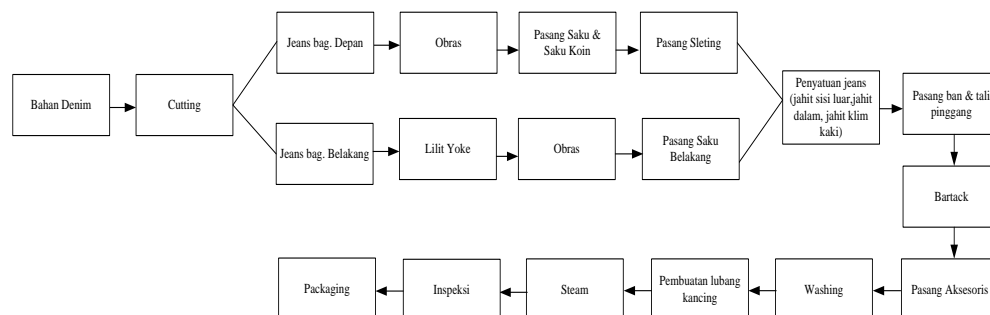 Bahan Denim
Cutting
Jeans bag. Depan
Obras
Pasang Saku &
Saku Koin
Pasang Sleting
Jeans bag. Belakang
Lilit Yoke
Obras
Pasang Saku
Belakang
Penyatuan jeans
(jahit sisi luar,jahit
dalam, jahit klim
kaki)
Pasang ban & tali
pinggang
Bartack
Pasang Aksesoris
Washing
Pembuatan lubang
kancing
Steam
Inspeksi
Packaging